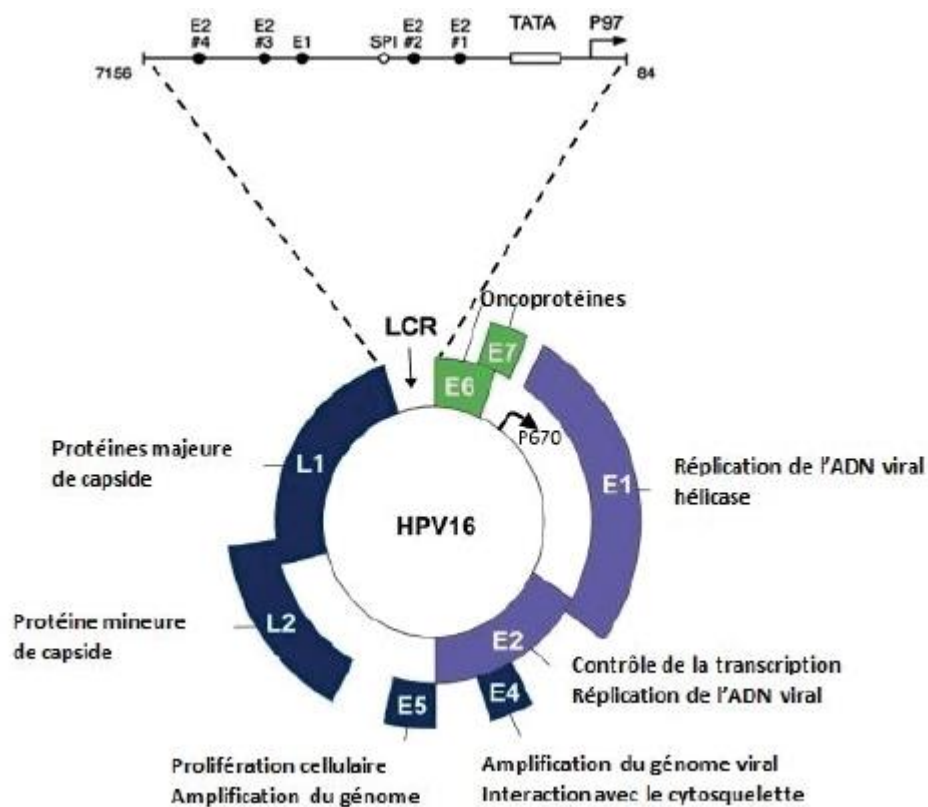 E2 E2 E2 E2
#4 #3 E1 SPI #2 #1 TATA P97
7156 84
Oncoprotéines
LCR
E7
E6
P670
Protéines majeure
de capside
L1
E1
Réplication de l'ADN viral
hélicase
HPV16
Protéine mineure
de capside
L2
E2
Contrôle de la transcription
Réplication de l'ADN viral
E5
E4
Prolifération cellulaire
Amplification du génome
Amplification du génome viral
Interaction avec le cytosquelette